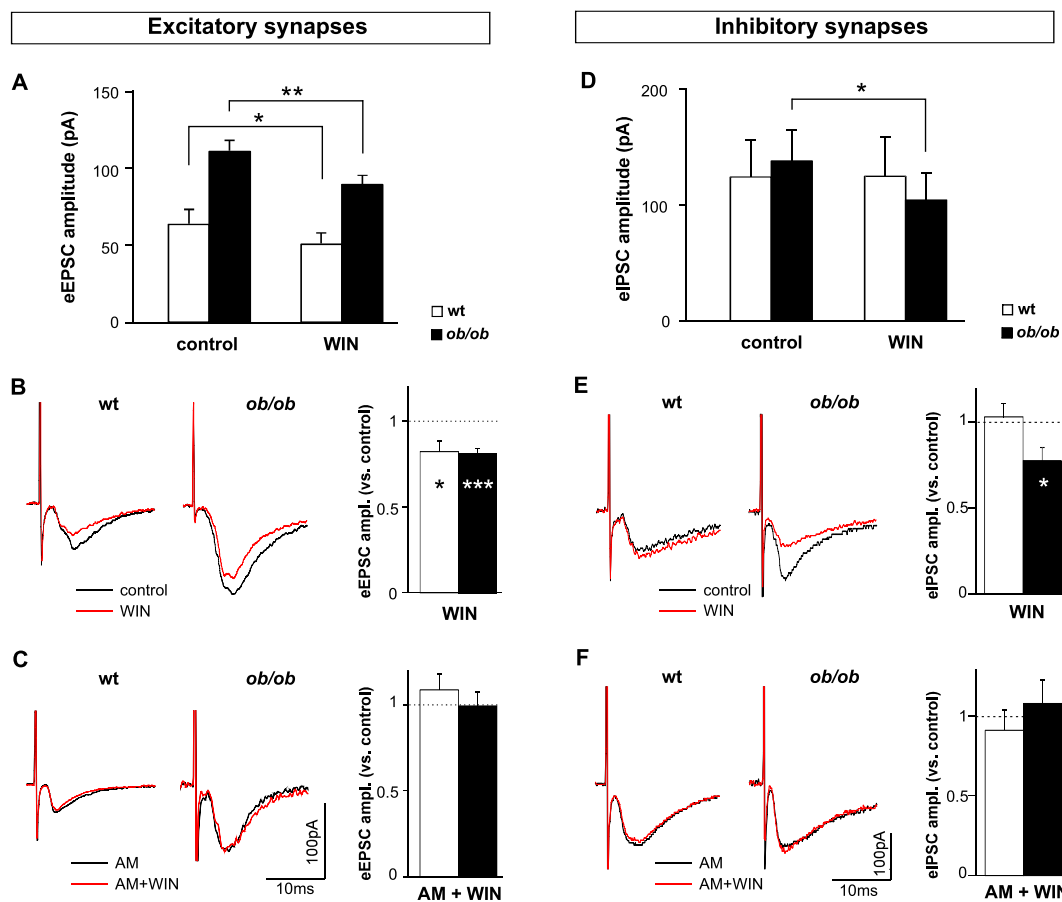 Excitatory synapses
Inhibitory synapses
A
eEPSC amplitude (pA)
150
100
50
0
**
*
control
WIN
wt
ob/ob
D
eIPSC amplitude (pA)
200
100
0
*
control
WIN
wt
ob/ob
B
wt
ob/ob
control
WIN
eEPSC ampl. (vs. control)
1
0.5
0
*
***
WIN
E
wt
ob/ob
control
WIN
eIPSC ampl. (vs. control)
1
0.5
0
*
WIN
C
wt
ob/ob
AM
AM+WIN
100pA
10ms
eEPSC ampl. (vs. control)
1
0.5
0
AM + WIN
F
wt
ob/ob
AM
AM+WIN
100pA
10ms
eIPSC ampl. (vs. control)
1
0.5
0
AM + WIN